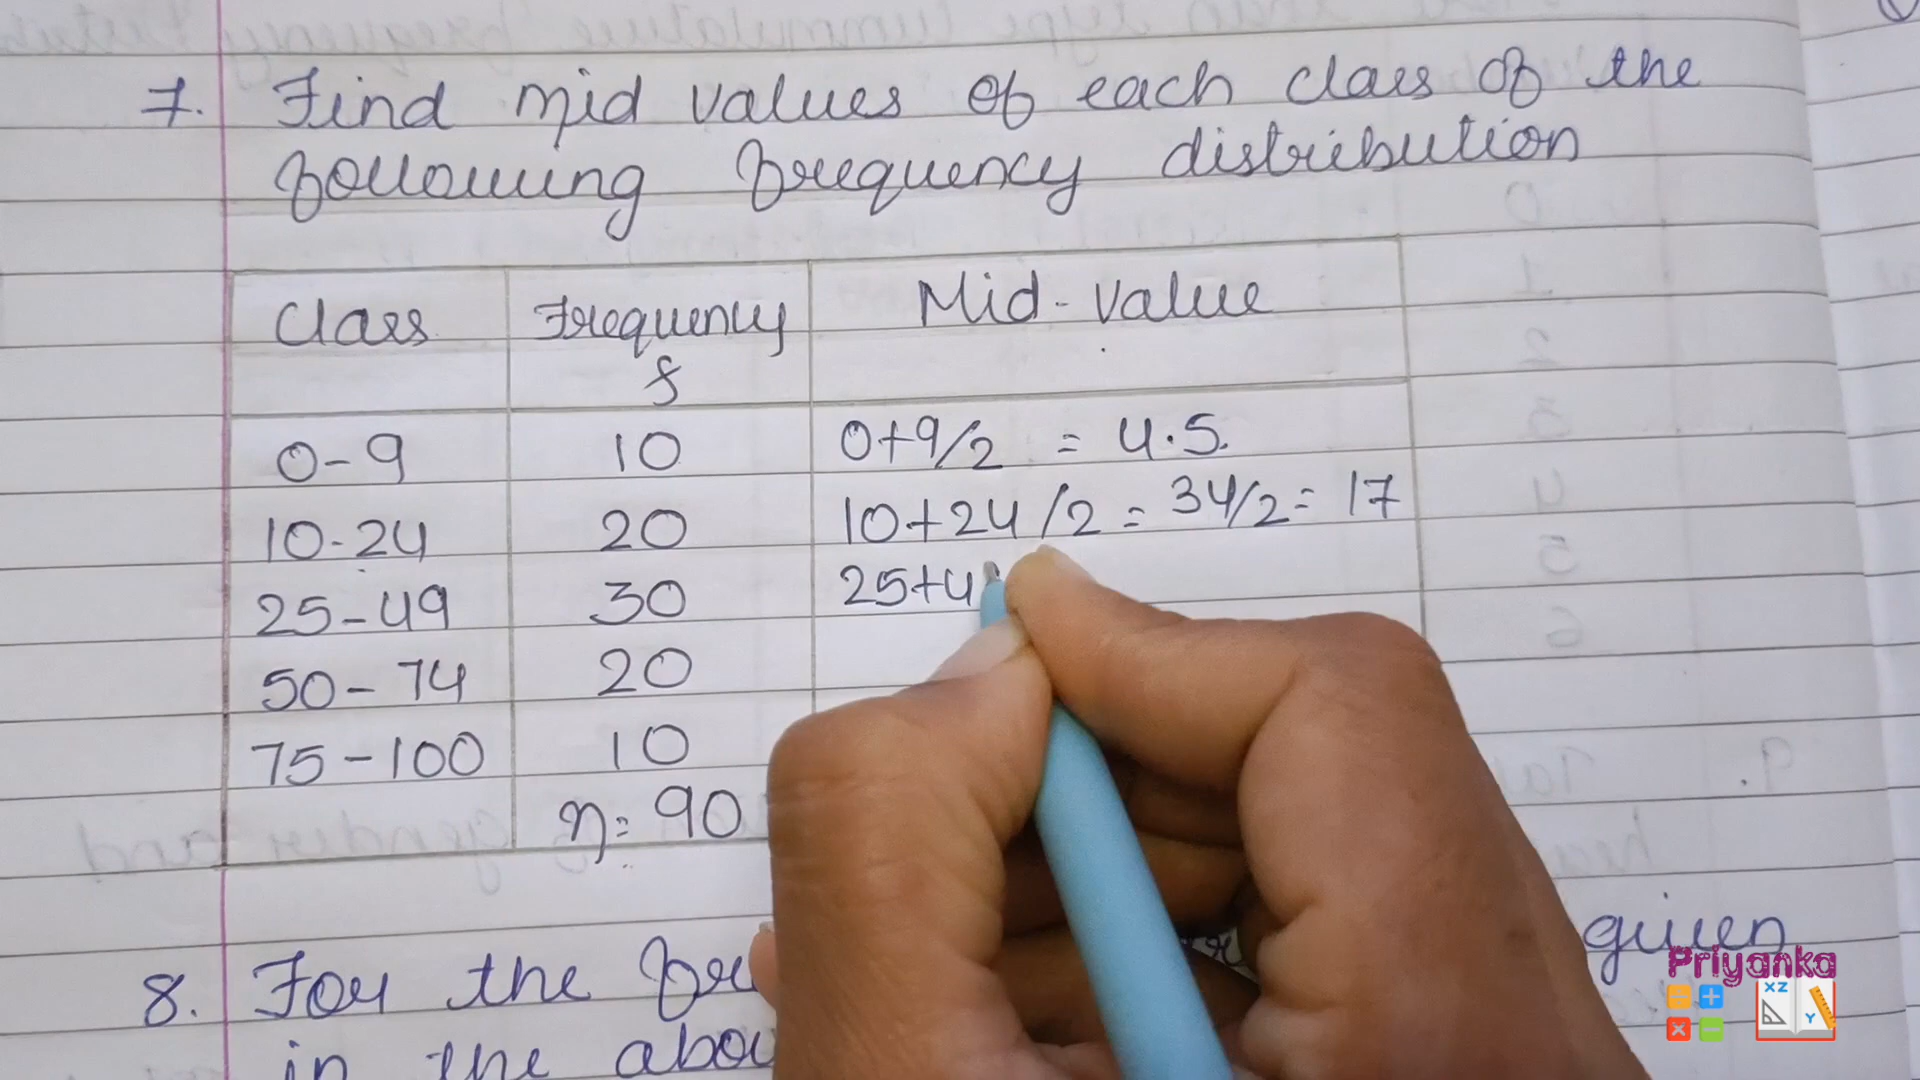 7. Find mid values of each class of the
following frequency distribution
Class Frequency Mid-Value
f
0-9 10 0+9/2 = 4.5.
10-24 20 10+24/2 = 34/2 = 17
25-49 30 25+4
50-74 20
75-100 10
n=90
8. For the given
in the
Priyanka